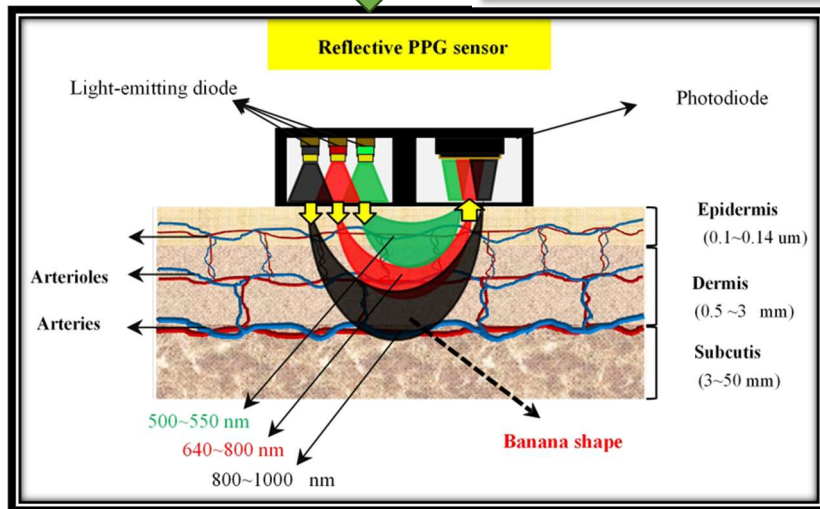 Reflective PPG sensor
Light-emitting diode
Photodiode
Epidermis
(0.1~0.14 um)
Arterioles
Dermis
(0.5 ~3 mm)
Arteries
Subcutis
(3~50 mm)
500~550 nm
640~800 nm
800~1000 nm
Banana shape